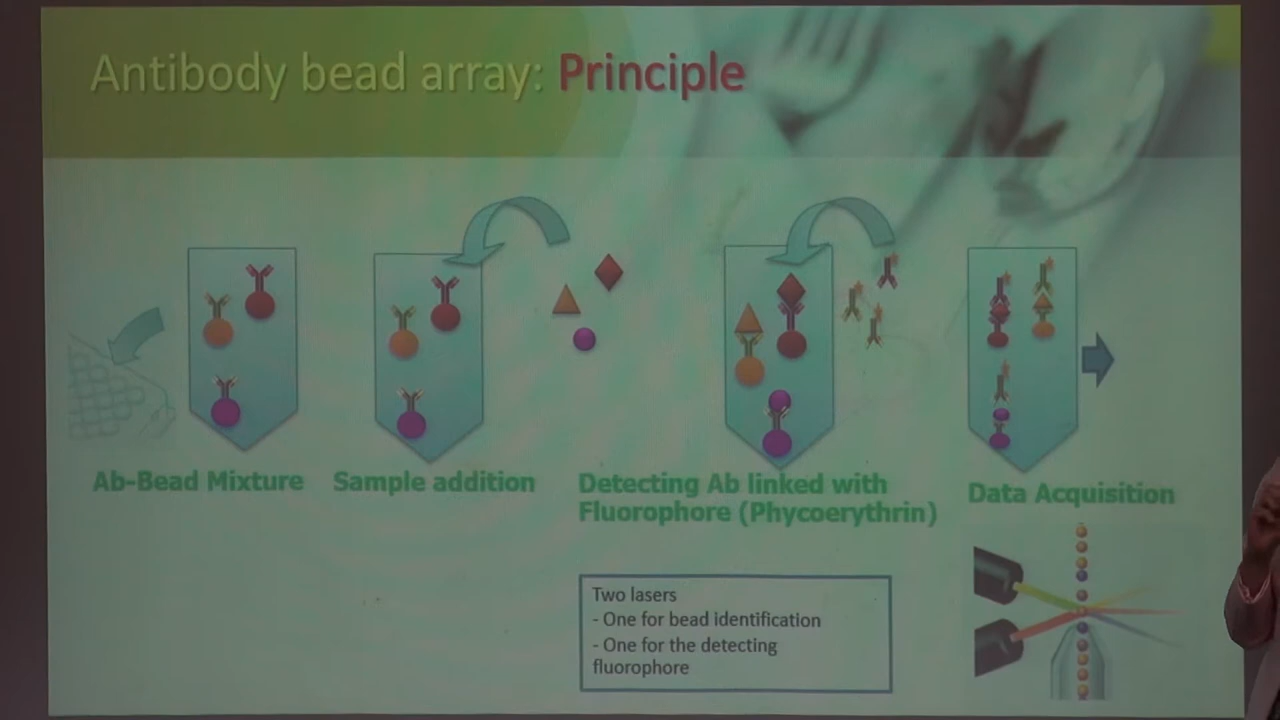 Antibody bead array: Principle
Ab-Bead Mixture
Sample addition
Detecting Ab linked with
Fluorophore (Phycoerythrin)
Data Acquisition
Two lasers
- One for bead identification
- One for the detecting
fluorophore